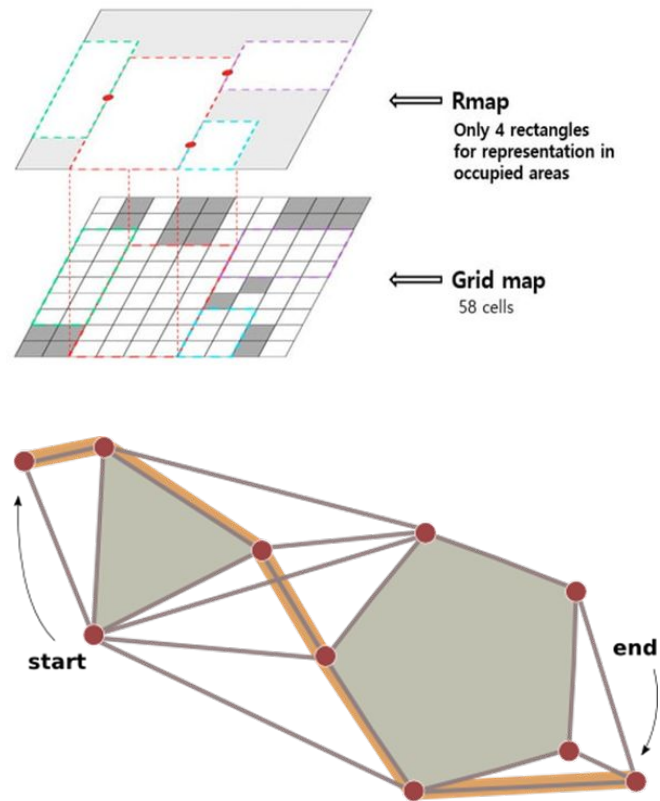 Rmap
Only 4 rectangles
for representation in
occupied areas
Grid map
58 cells
start
end